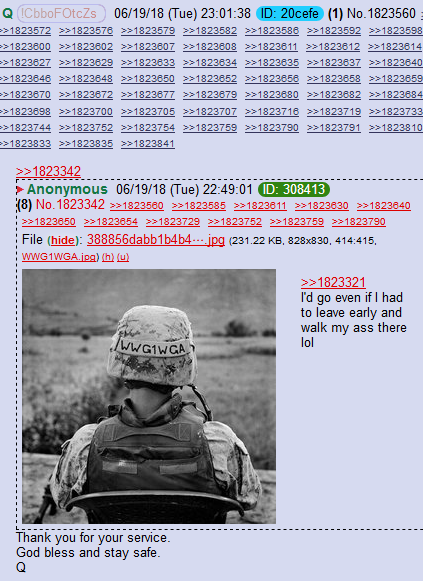 Q !CbboFOtcZs 06/19/18 (Tue) 23:01:38 ID: 20cefe (1) No.1823560
>>1823572 >>1823576 >>1823579 >>1823582 >>1823586 >>1823592 >>1823598
>>1823600 >>1823602 >>1823607 >>1823608 >>1823611 >>1823612 >>1823614
>>1823627 >>1823629 >>1823633 >>1823634 >>1823635 >>1823637 >>1823646
>>1823648 >>1823649 >>1823650 >>1823652 >>1823656 >>1823658 >>1823659
>>1823670 >>1823672 >>1823677 >>1823679 >>1823680 >>1823682 >>1823684
>>1823698 >>1823700 >>1823705 >>1823707 >>1823716 >>1823719 >>1823733
>>1823744 >>1823752 >>1823754 >>1823759 >>1823790 >>1823791 >>1823810
>>1823833 >>1823835 >>1823841
>>1823342
Anonymous 06/19/18 (Tue) 22:49:01 ID: 308413
(8) No.1823342 >>1823560 >>1823585 >>1823611 >>1823630 >>1823640
>>1823650 >>1823654 >>1823729 >>1823752 >>1823759 >>1823790
File (hide): 388856dabb1b4b4⋯.jpg (231.22 KB, 828x830, 414:415,
WWG1WGA.jpg) (h) (u)
>>1823321
I'd go even if I had
to leave early and
walk my ass there
lol
WWG1WGA
Thank you for your service.
God bless and stay safe.
Q